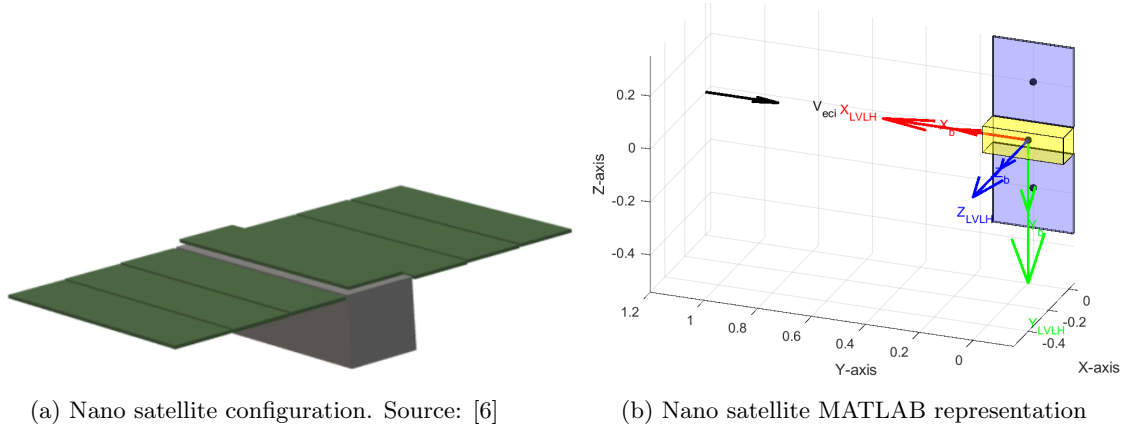 0.2
0
-0.2
-0.4
Z-axis
V_eci X_LVLH
X_b
Z_b
Z_LVLH
Y_b
Y_LVLH
1.2
1
0.8
0.6
0.4
0.2
0
Y-axis
0
-0.2
-0.4
X-axis
(a) Nano satellite configuration. Source: [6]
(b) Nano satellite MATLAB representation